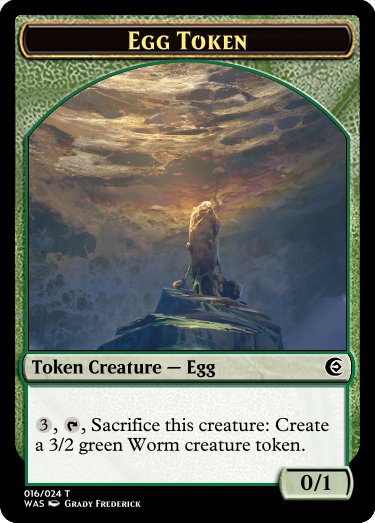 Egg Token
Token Creature — Egg
3, T, Sacrifice this creature: Create
a 3/2 green Worm creature token.
0/1
016/024 T
WAS Grady Frederick